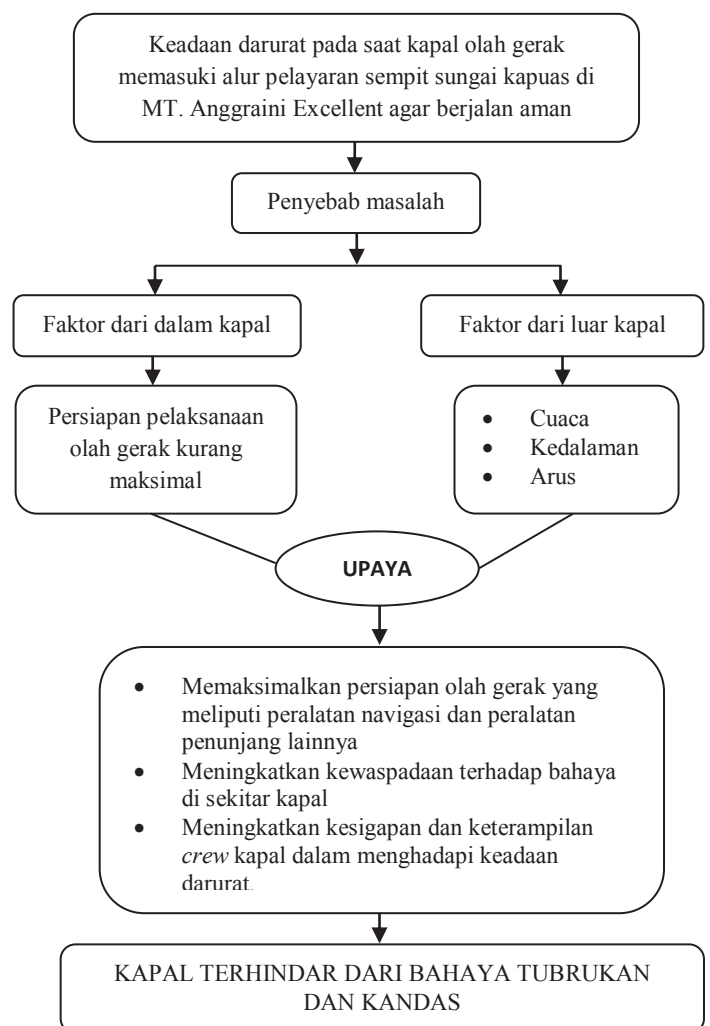 Keadaan darurat pada saat kapal olah gerak
memasuki alur pelayaran sempit sungai kapuas di
MT. Anggraini Excellent agar berjalan aman
Penyebab masalah
Faktor dari dalam kapal
Faktor dari luar kapal
Persiapan pelaksanaan
olah gerak kurang
maksimal
• Cuaca
• Kedalaman
• Arus
UPAYA
• Memaksimalkan persiapan olah gerak yang
meliputi peralatan navigasi dan peralatan
penunjang lainnya
• Meningkatkan kewaspadaan terhadap bahaya
di sekitar kapal
• Meningkatkan kesigapan dan keterampilan
crew kapal dalam menghadapi keadaan
darurat.
KAPAL TERHINDAR DARI BAHAYA TUBRUKAN
DAN KANDAS